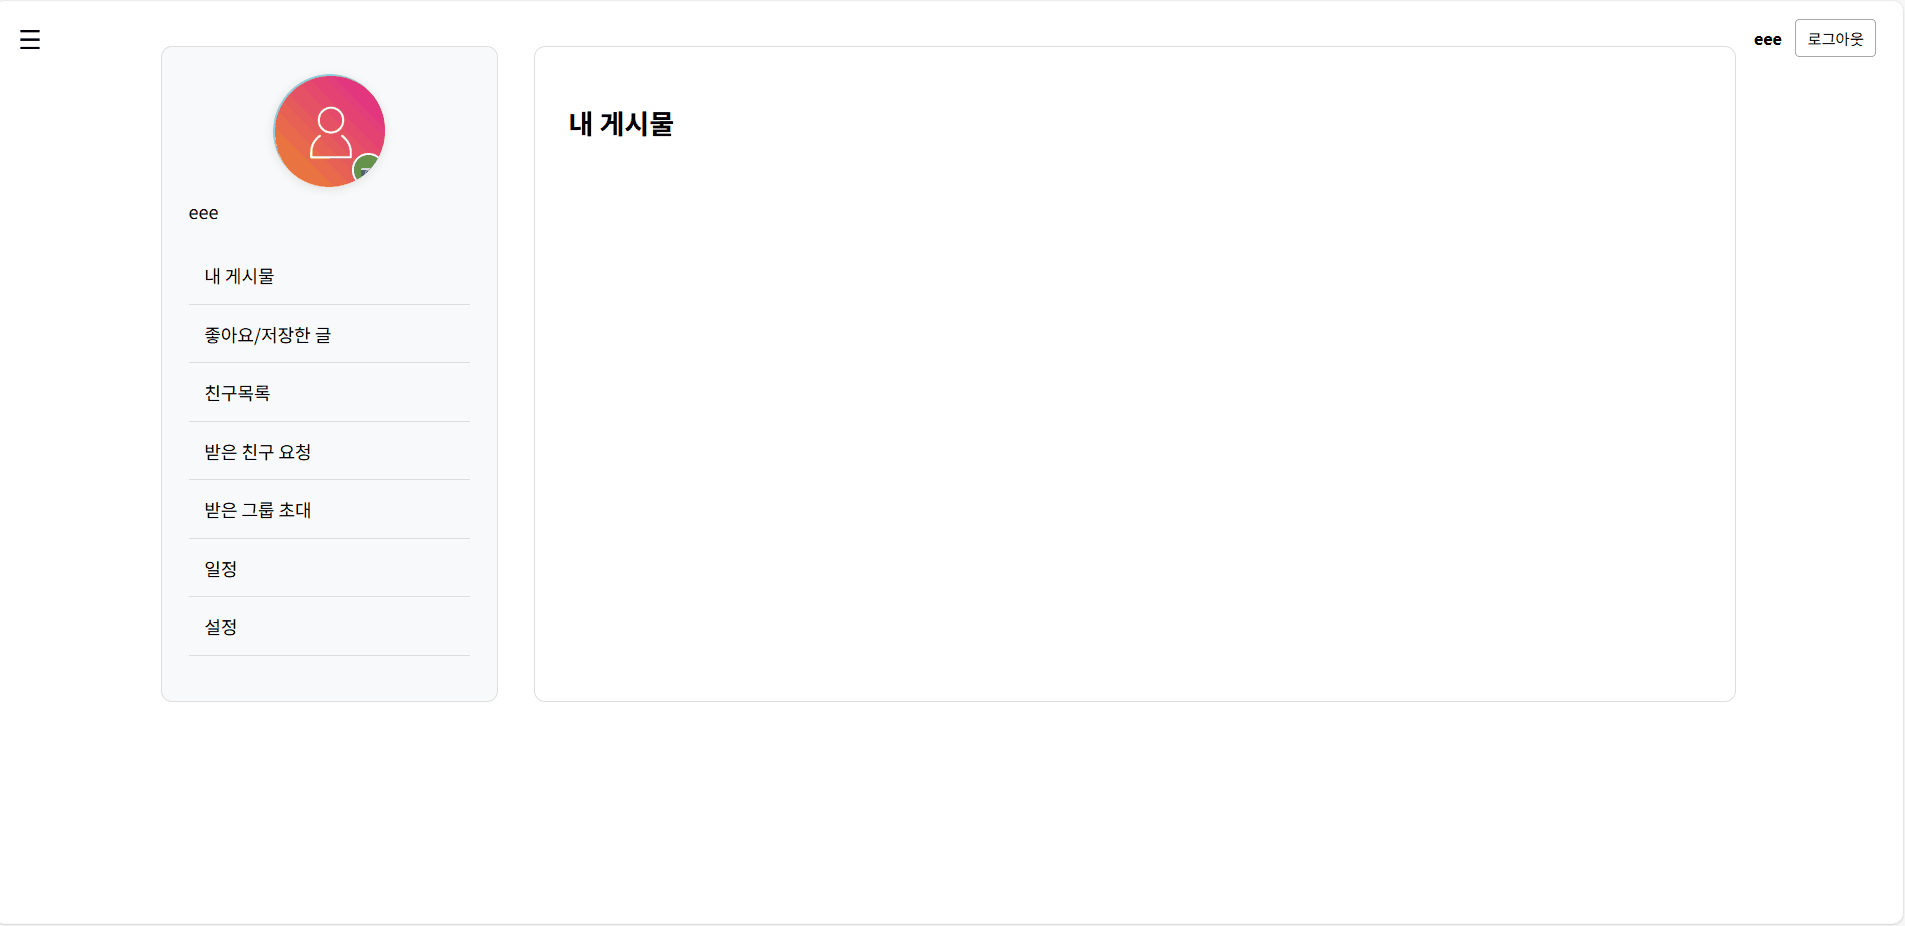 eee
로그아웃
내 게시물
eee
내 게시물
좋아요/저장한 글
친구목록
받은 친구 요청
받은 그룹 초대
일정
설정